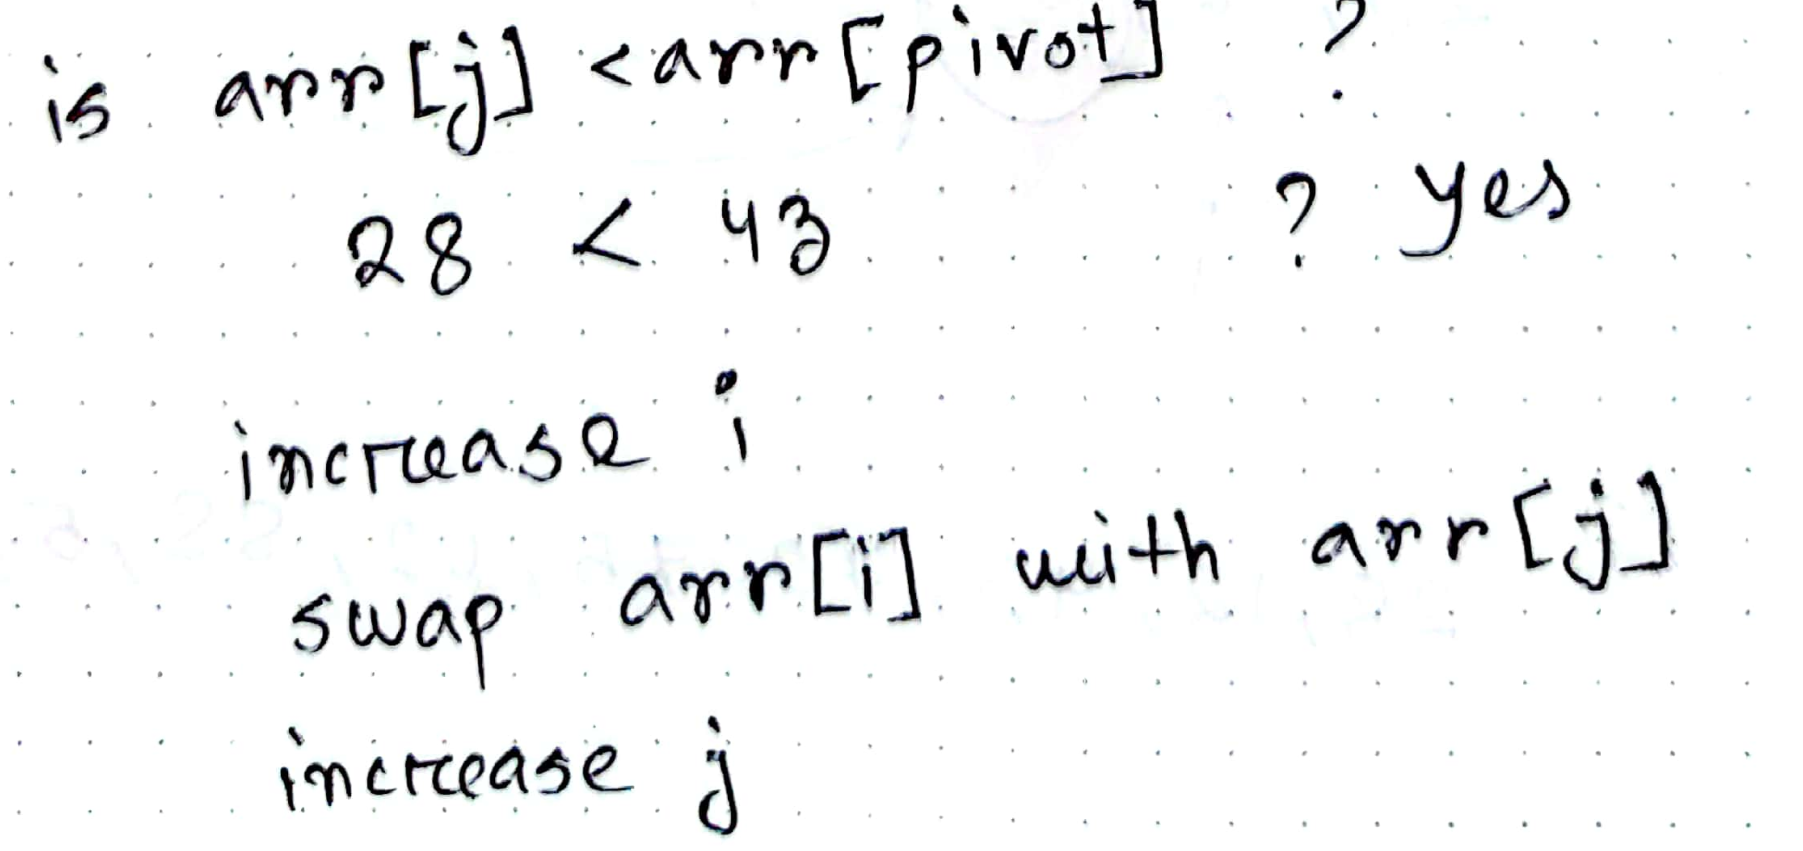 is arr[j] < arr[pivot] ?
28 < 43 ? yes
increase i
swap arr[i] with arr[j]
increase j